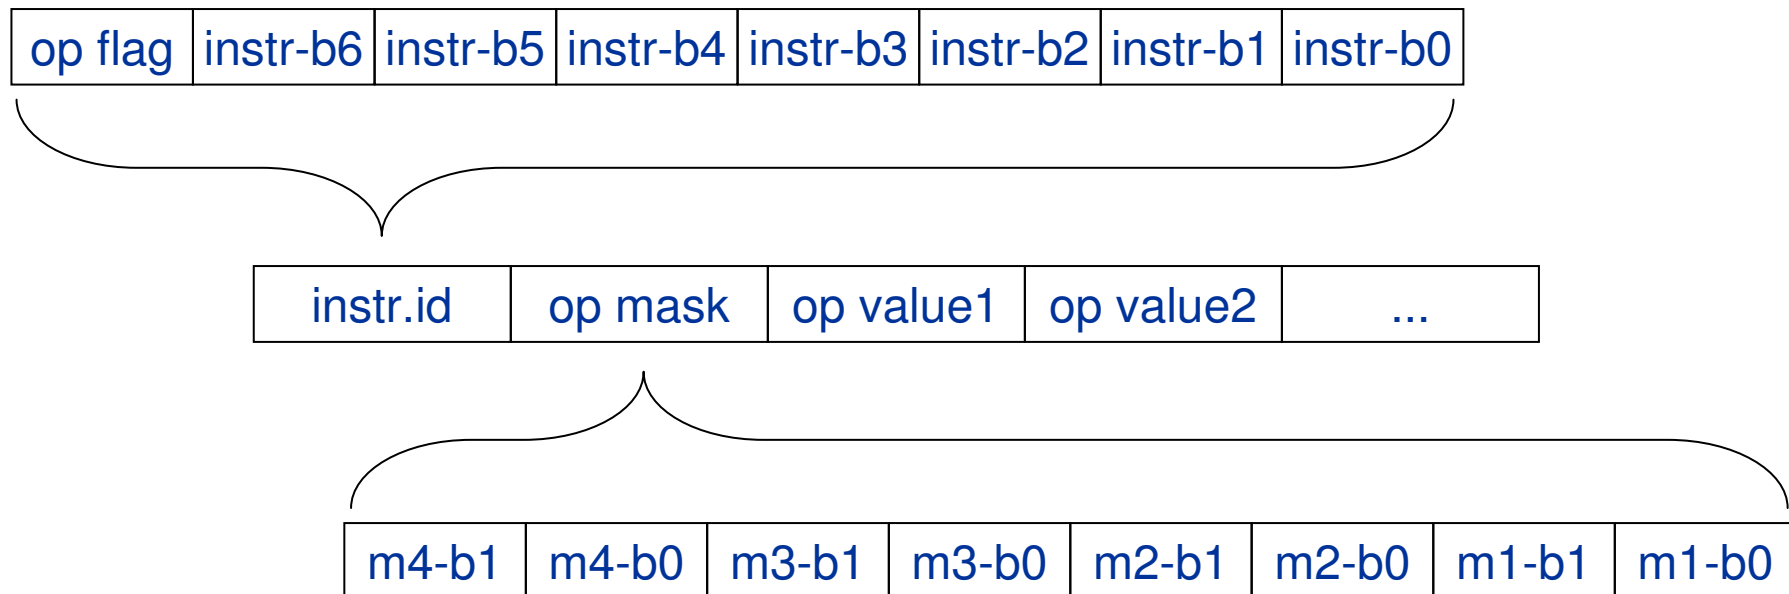 op flag instr-b6 instr-b5 instr-b4 instr-b3 instr-b2 instr-b1 instr-b0
instr.id op mask op value1 op value2 ...
m4-b1 m4-b0 m3-b1 m3-b0 m2-b1 m2-b0 m1-b1 m1-b0